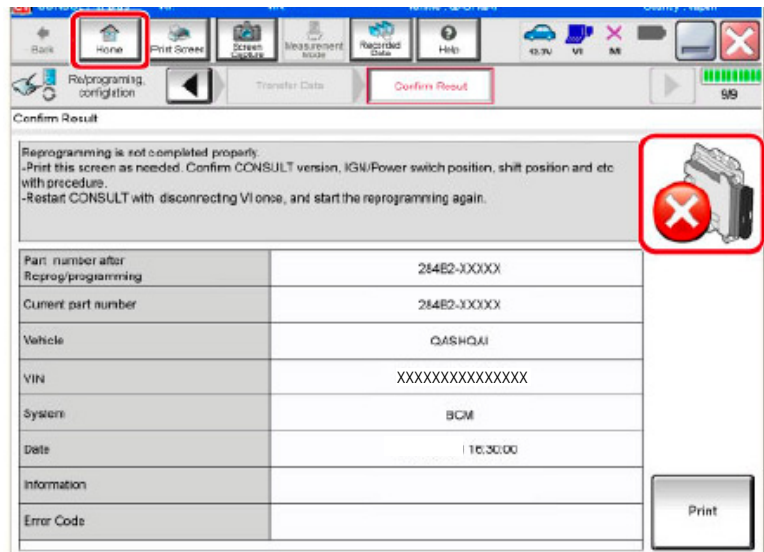 Back
Home
Print Screen
Screen Capture
Measurement Mode
Recorded Data
Help
VI
MI
Re/programing, configlation
Transfer Data
Confirm Result
9/9
Confirm Result
Reprogramming is not completed properly.
-Print this screen as needed. Confirm CONSULT version, IGN/Power switch position, shift position and etc
with procedure.
-Restart CONSULT with disconnecting VI once, and start the reprogramming again.
Part number after
Reprog/programming
284B2-XXXXX
Current part number
284B2-XXXXX
Vehicle
QASHQAI
VIN
XXXXXXXXXXXXXXX
System
BCM
Date
16:30:00
Information
Error Code
Print